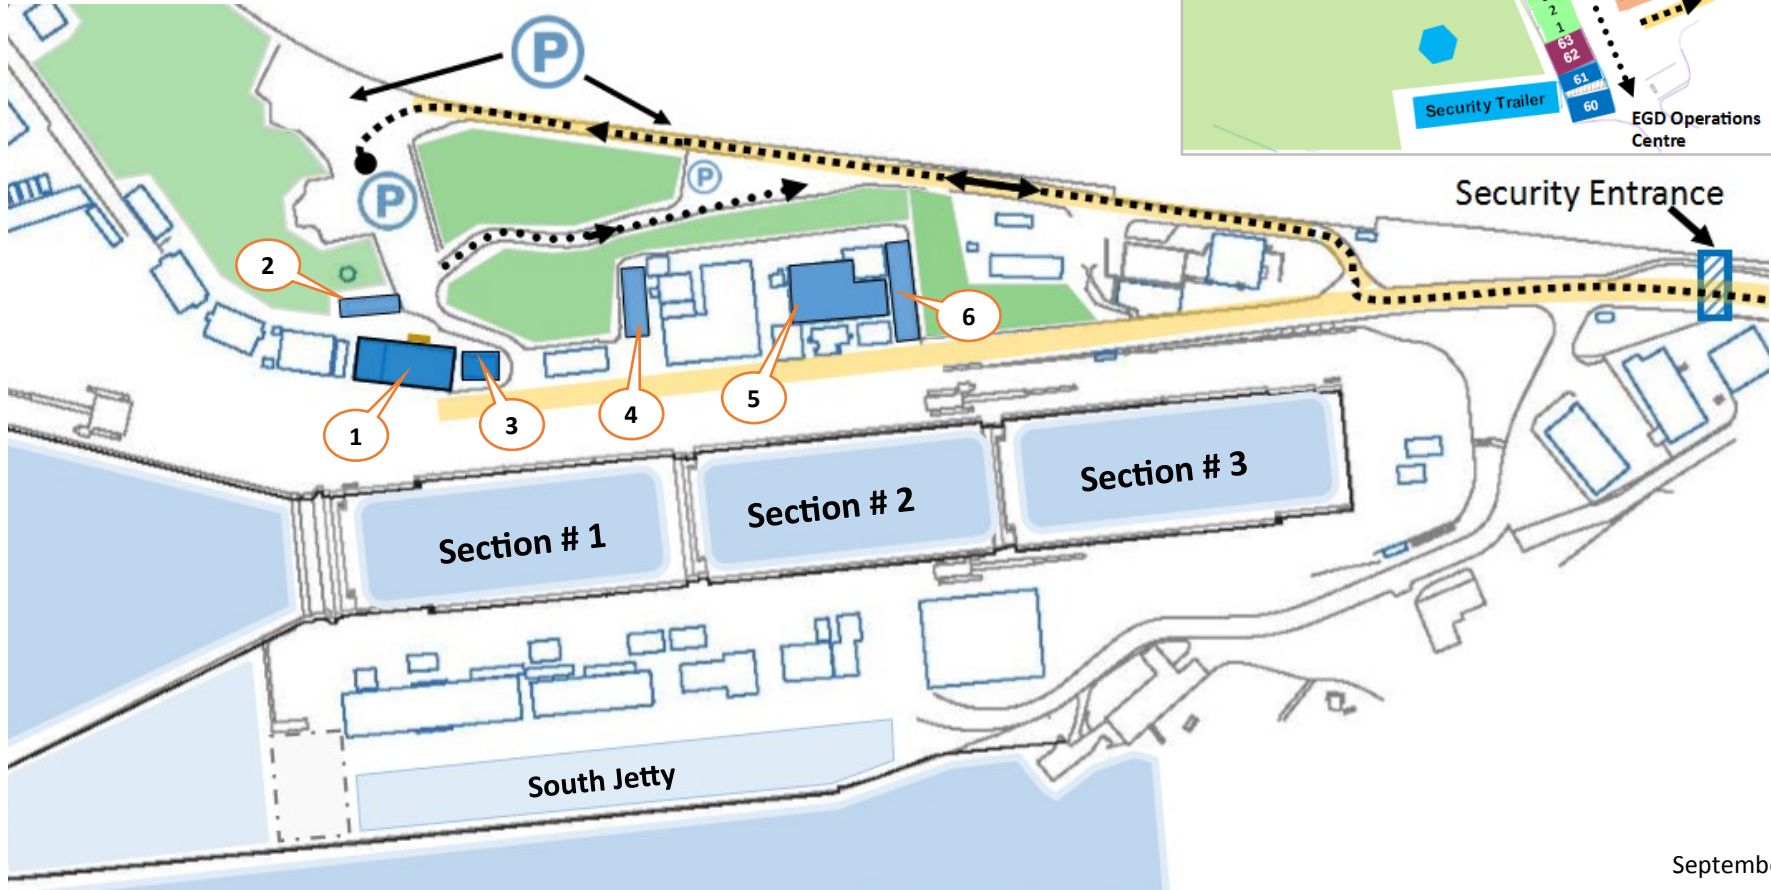 P
2
1
63
62
61
60
Security Trailer
EGD Operations
Centre
Security Entrance
P
P
2
6
1
3
4
5
Section # 3
Section # 2
Section # 1
South Jetty